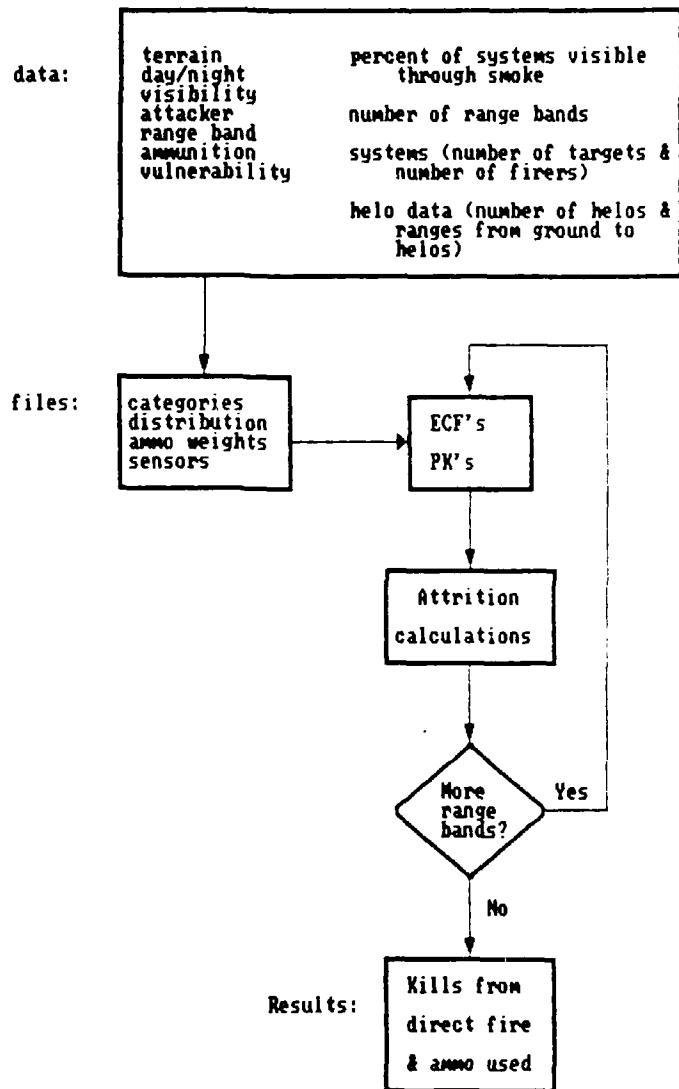 data:
terrain
day/night
visibility
attacker
range band
ammunition
vulnerability
percent of systems visible
through smoke
number of range bands
systems (number of targets &
number of firers)
helo data (number of helos &
ranges from ground to
helos)
files:
categories
distribution
ammo weights
sensors
ECF's
PK's
Attrition
calculations
More
range
bands?
Yes
No
Results:
Kills from
direct fire
& ammo used